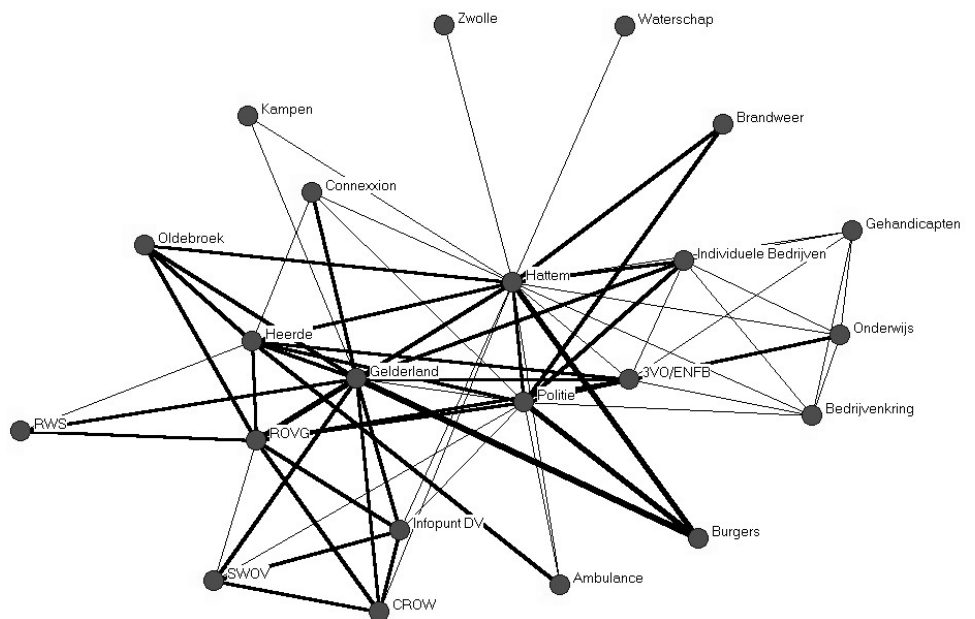 Zwolle
Waterschap
Kampen
Brandweer
Connexxion
Gehandicapten
Oldebroek
Individuele Bedrijven
Hattem
Heerde
Onderwijs
Gelderland
3VO/ENFB
Politie
Bedrijvenkring
RWS
ROVG
Infopunt DV
Burgers
SWOV
Ambulance
CROW